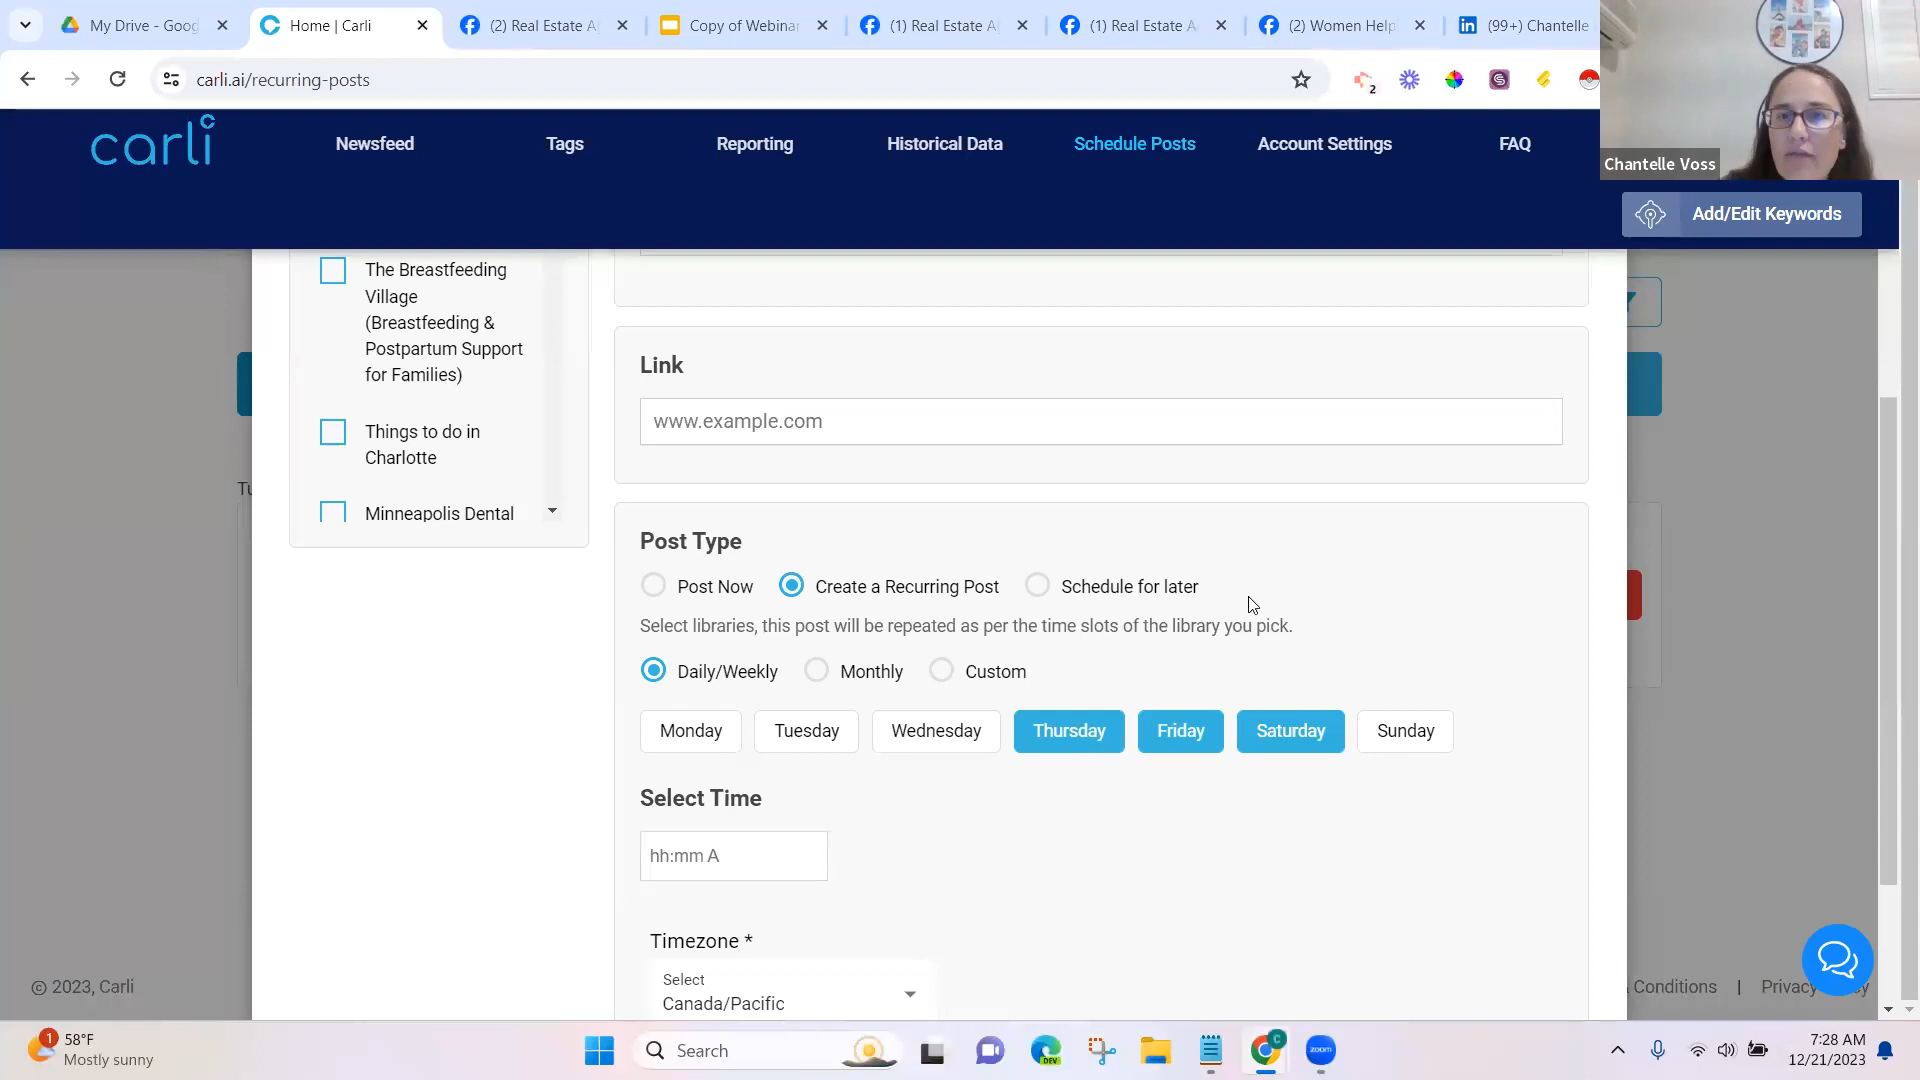 My Drive - Goog
Home | Carli
(2) Real Estate A
Copy of Webinar
(1) Real Estate A
(1) Real Estate A
(2) Women Help
(99+) Chantelle
carli.ai/recurring-posts
2
carli
Newsfeed
Tags
Reporting
Historical Data
Schedule Posts
Account Settings
FAQ
Chantelle Voss
Add/Edit Keywords
The Breastfeeding
Village
(Breastfeeding &
Postpartum Support
for Families)
Things to do in
Charlotte
Minneapolis Dental
Tu
Link
www.example.com
Post Type
Post Now
Create a Recurring Post
Schedule for later
Select libraries, this post will be repeated as per the time slots of the library you pick.
Daily/Weekly
Monthly
Custom
Monday
Tuesday
Wednesday
Thursday
Friday
Saturday
Sunday
Select Time
hh:mm A
Timezone *
Select
Canada/Pacific
© 2023, Carli
Conditions | Privacy
1
58°F
Mostly sunny
Search
DEV
zoom
7:28 AM
12/21/2023